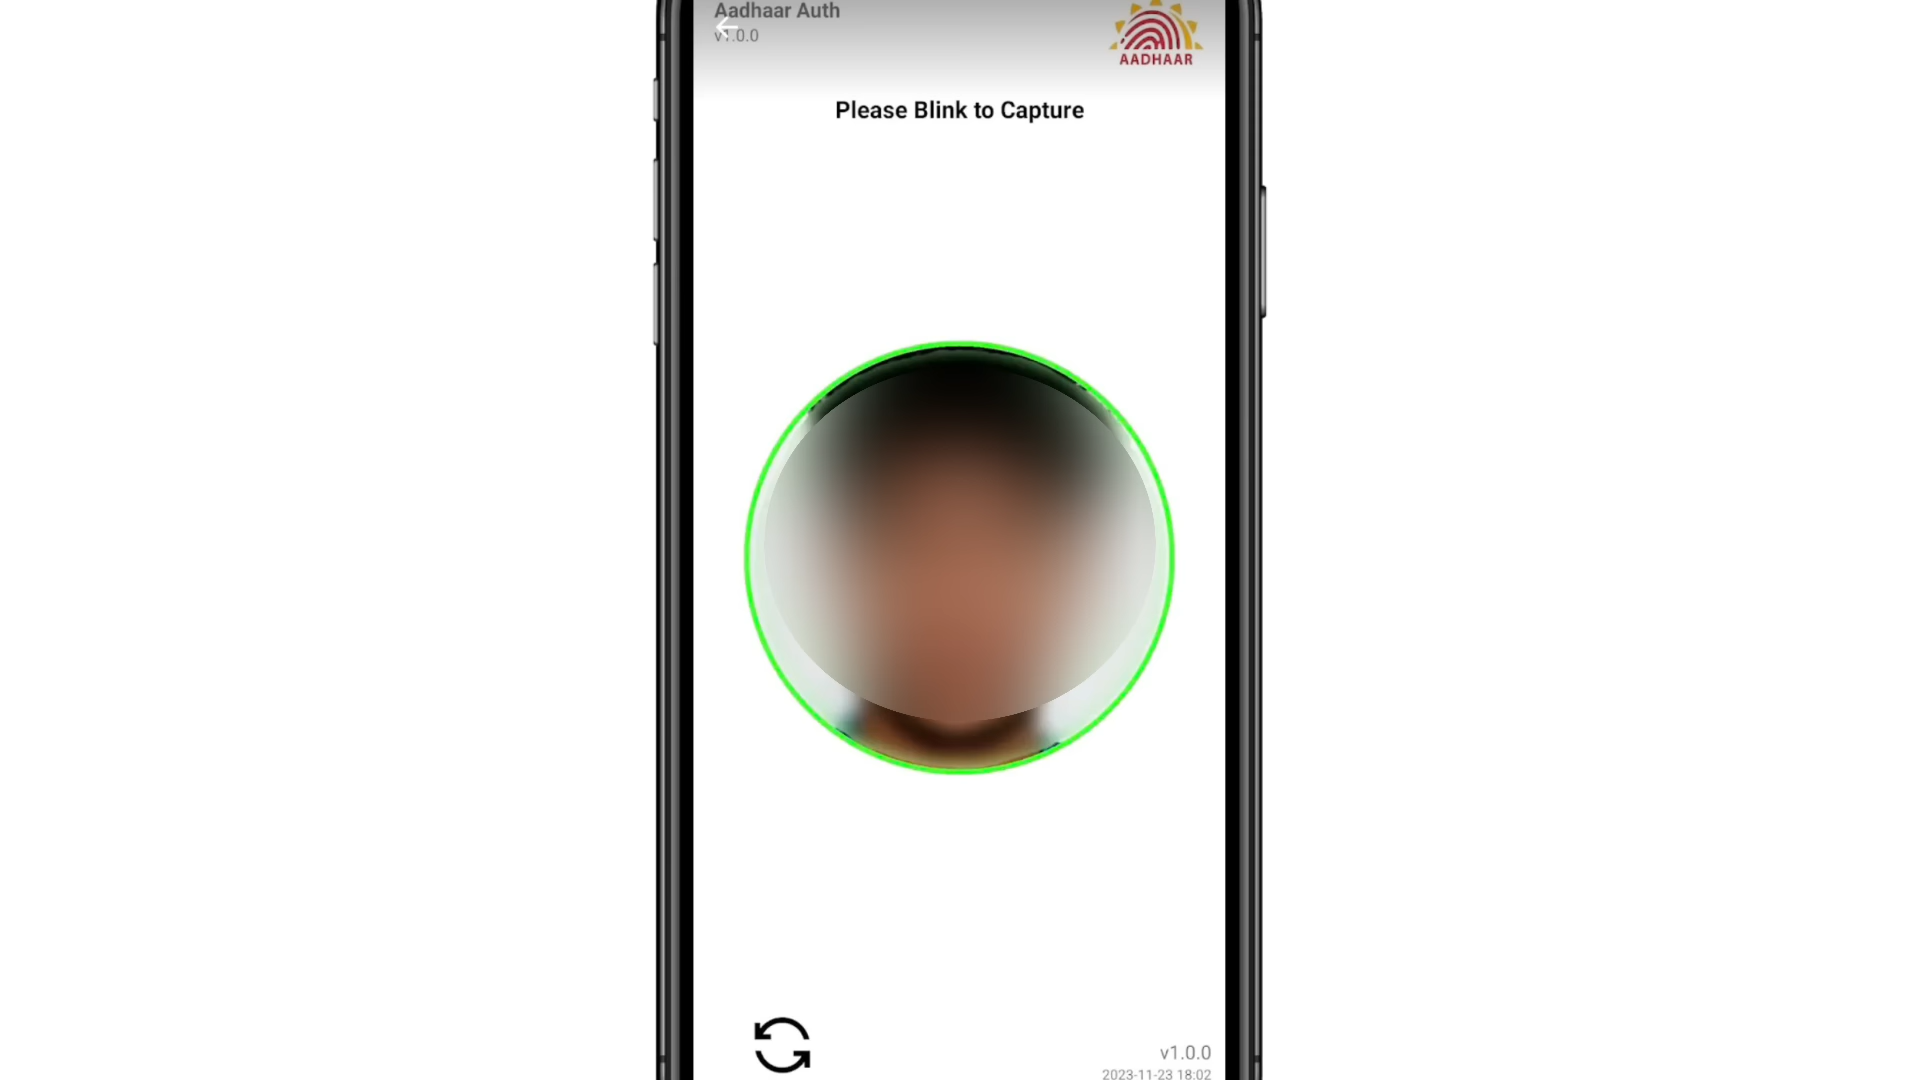 Aadhaar Auth
v1.0.0
AADHAAR
Please Blink to Capture
v1.0.0
2023-11-23 18:02